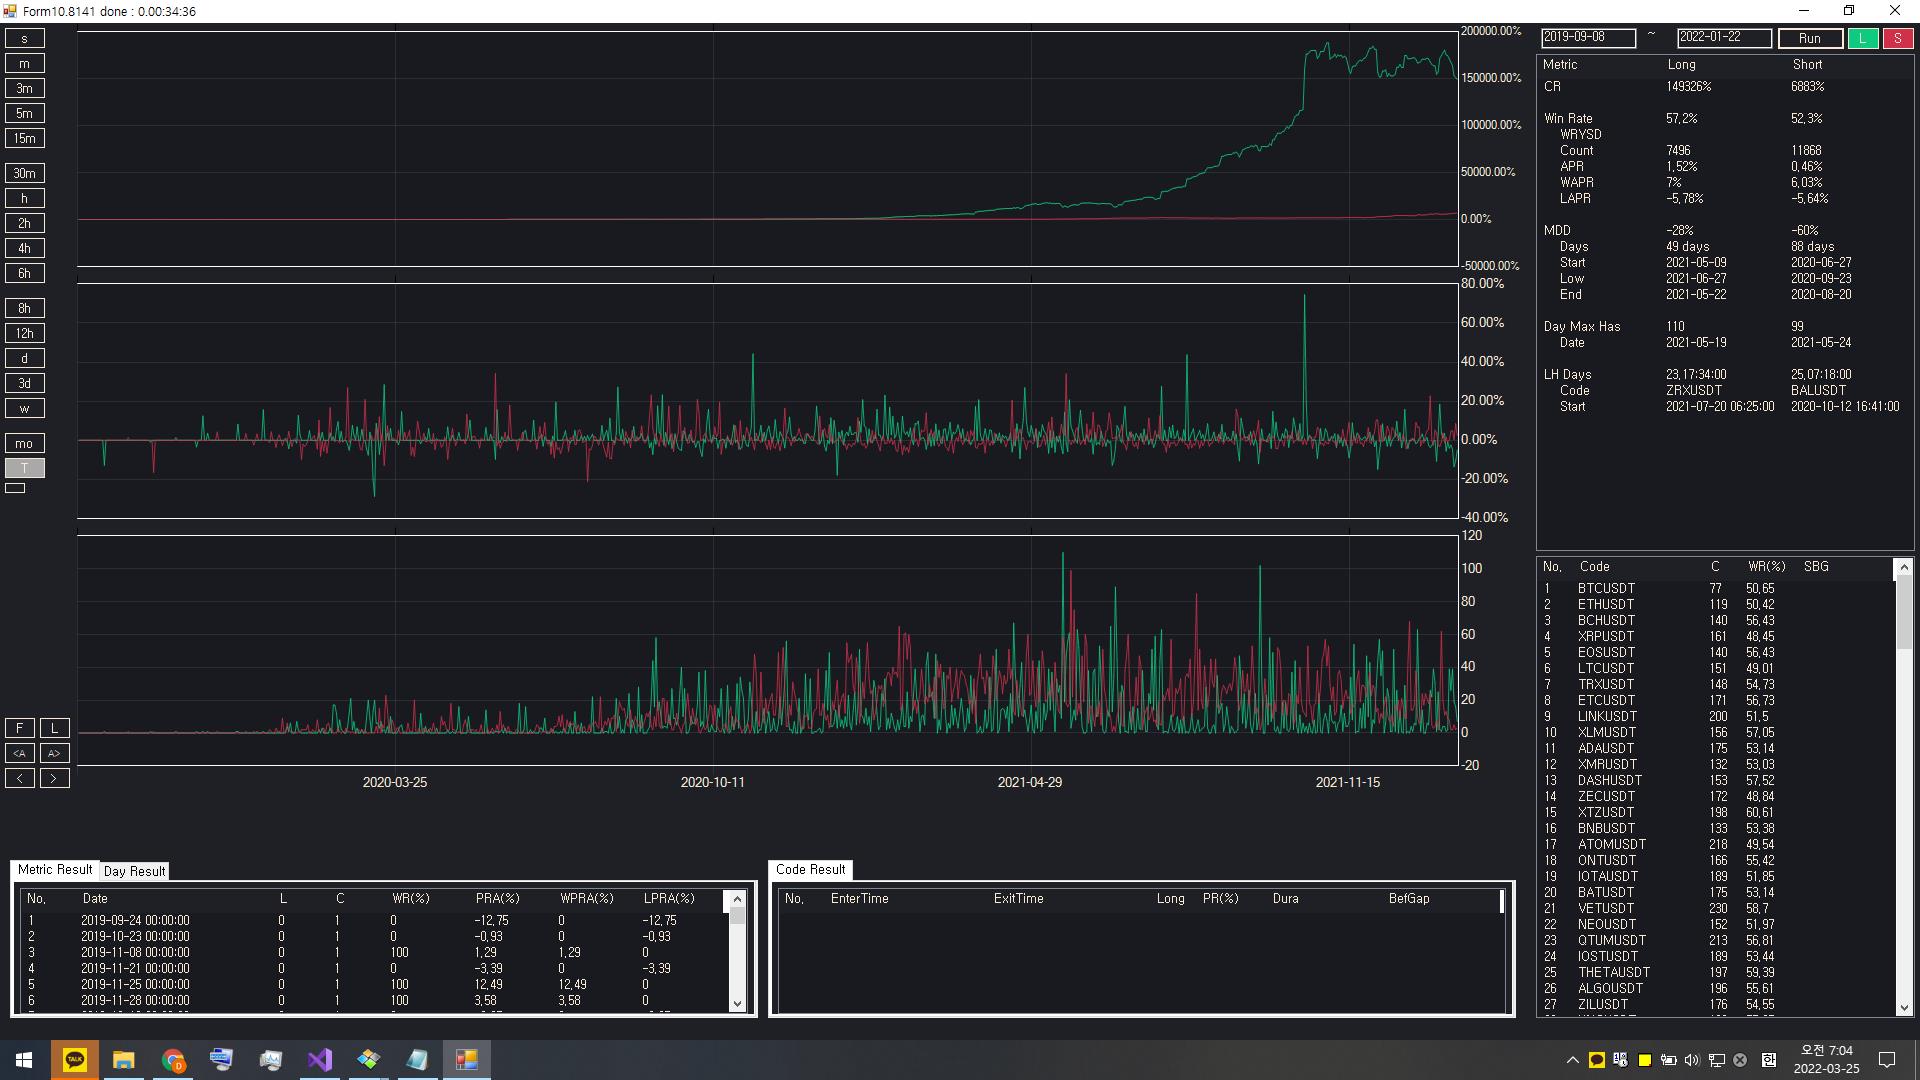 Form10.8141 done : 0.00:34:36
s
m
3m
5m
15m
30m
h
2h
4h
6h
8h
12h
d
3d
w
mo
T
F L
<A A>
< >
200000.00%
150000.00%
100000.00%
50000.00%
0.00%
-50000.00%
80.00%
60.00%
40.00%
20.00%
0.00%
-20.00%
-40.00%
120
100
80
60
40
20
0
-20
2020-03-25 2020-10-11 2021-04-29 2021-11-15
2019-09-08 ~ 2022-01-22 Run L S
Metric Long Short
CR 149326% 6883%
Win Rate 57,2% 52,3%
WRYSD
Count 7496 11868
APR 1,52% 0,46%
WAPR 7% 6,03%
LAPR -5,78% -5,64%
MDD -28% -60%
Days 49 days 88 days
Start 2021-05-09 2020-06-27
Low 2021-06-27 2020-09-23
End 2021-05-22 2020-08-20
Day Max Has 110 99
Date 2021-05-19 2021-05-24
LH Days 23,17:34:00 25,07:18:00
Code ZRXUSDT BALUSDT
Start 2021-07-20 06:25:00 2020-10-12 16:41:00
No, Code C WR(%) SBG
1 BTCUSDT 77 50,65
2 ETHUSDT 119 50,42
3 BCHUSDT 140 56,43
4 XRPUSDT 161 48,45
5 EOSUSDT 140 56,43
6 LTCUSDT 151 49,01
7 TRXUSDT 148 54,73
8 ETCUSDT 171 56,73
9 LINKUSDT 200 51,5
10 XLMUSDT 156 57,05
11 ADAUSDT 175 53,14
12 XMRUSDT 132 53,03
13 DASHUSDT 153 57,52
14 ZECUSDT 172 48,84
15 XTZUSDT 198 60,61
16 BNBUSDT 133 53,38
17 ATOMUSDT 218 49,54
18 ONTUSDT 166 55,42
19 IOTAUSDT 189 51,85
20 BATUSDT 175 53,14
21 VETUSDT 230 58,7
22 NEOUSDT 152 51,97
23 QTUMUSDT 213 56,81
24 IOSTUSDT 189 53,44
25 THETAUSDT 197 59,39
26 ALGOUSDT 196 55,61
27 ZILUSDT 176 54,55
Metric Result Day Result
No, Date L C WR(%) PRA(%) WPRA(%) LPRA(%)
1 2019-09-24 00:00:00 0 1 0 -12,75 0 -12,75
2 2019-10-23 00:00:00 0 1 0 -0,93 0 -0,93
3 2019-11-08 00:00:00 0 1 100 1,29 1,29 0
4 2019-11-21 00:00:00 0 1 0 -3,39 0 -3,39
5 2019-11-25 00:00:00 0 1 100 12,49 12,49 0
6 2019-11-28 00:00:00 0 1 100 3,58 3,58 0
Code Result
No, EnterTime ExitTime Long PR(%) Dura BefGap
TALK
오전 7:04
2022-03-25